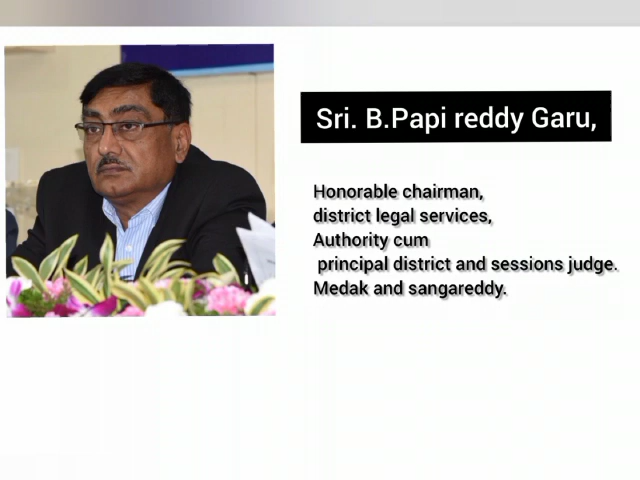 Sri. B.Papi reddy Garu,
Honorable chairman,
district legal services,
Authority cum
principal district and sessions judge.
Medak and sangareddy.